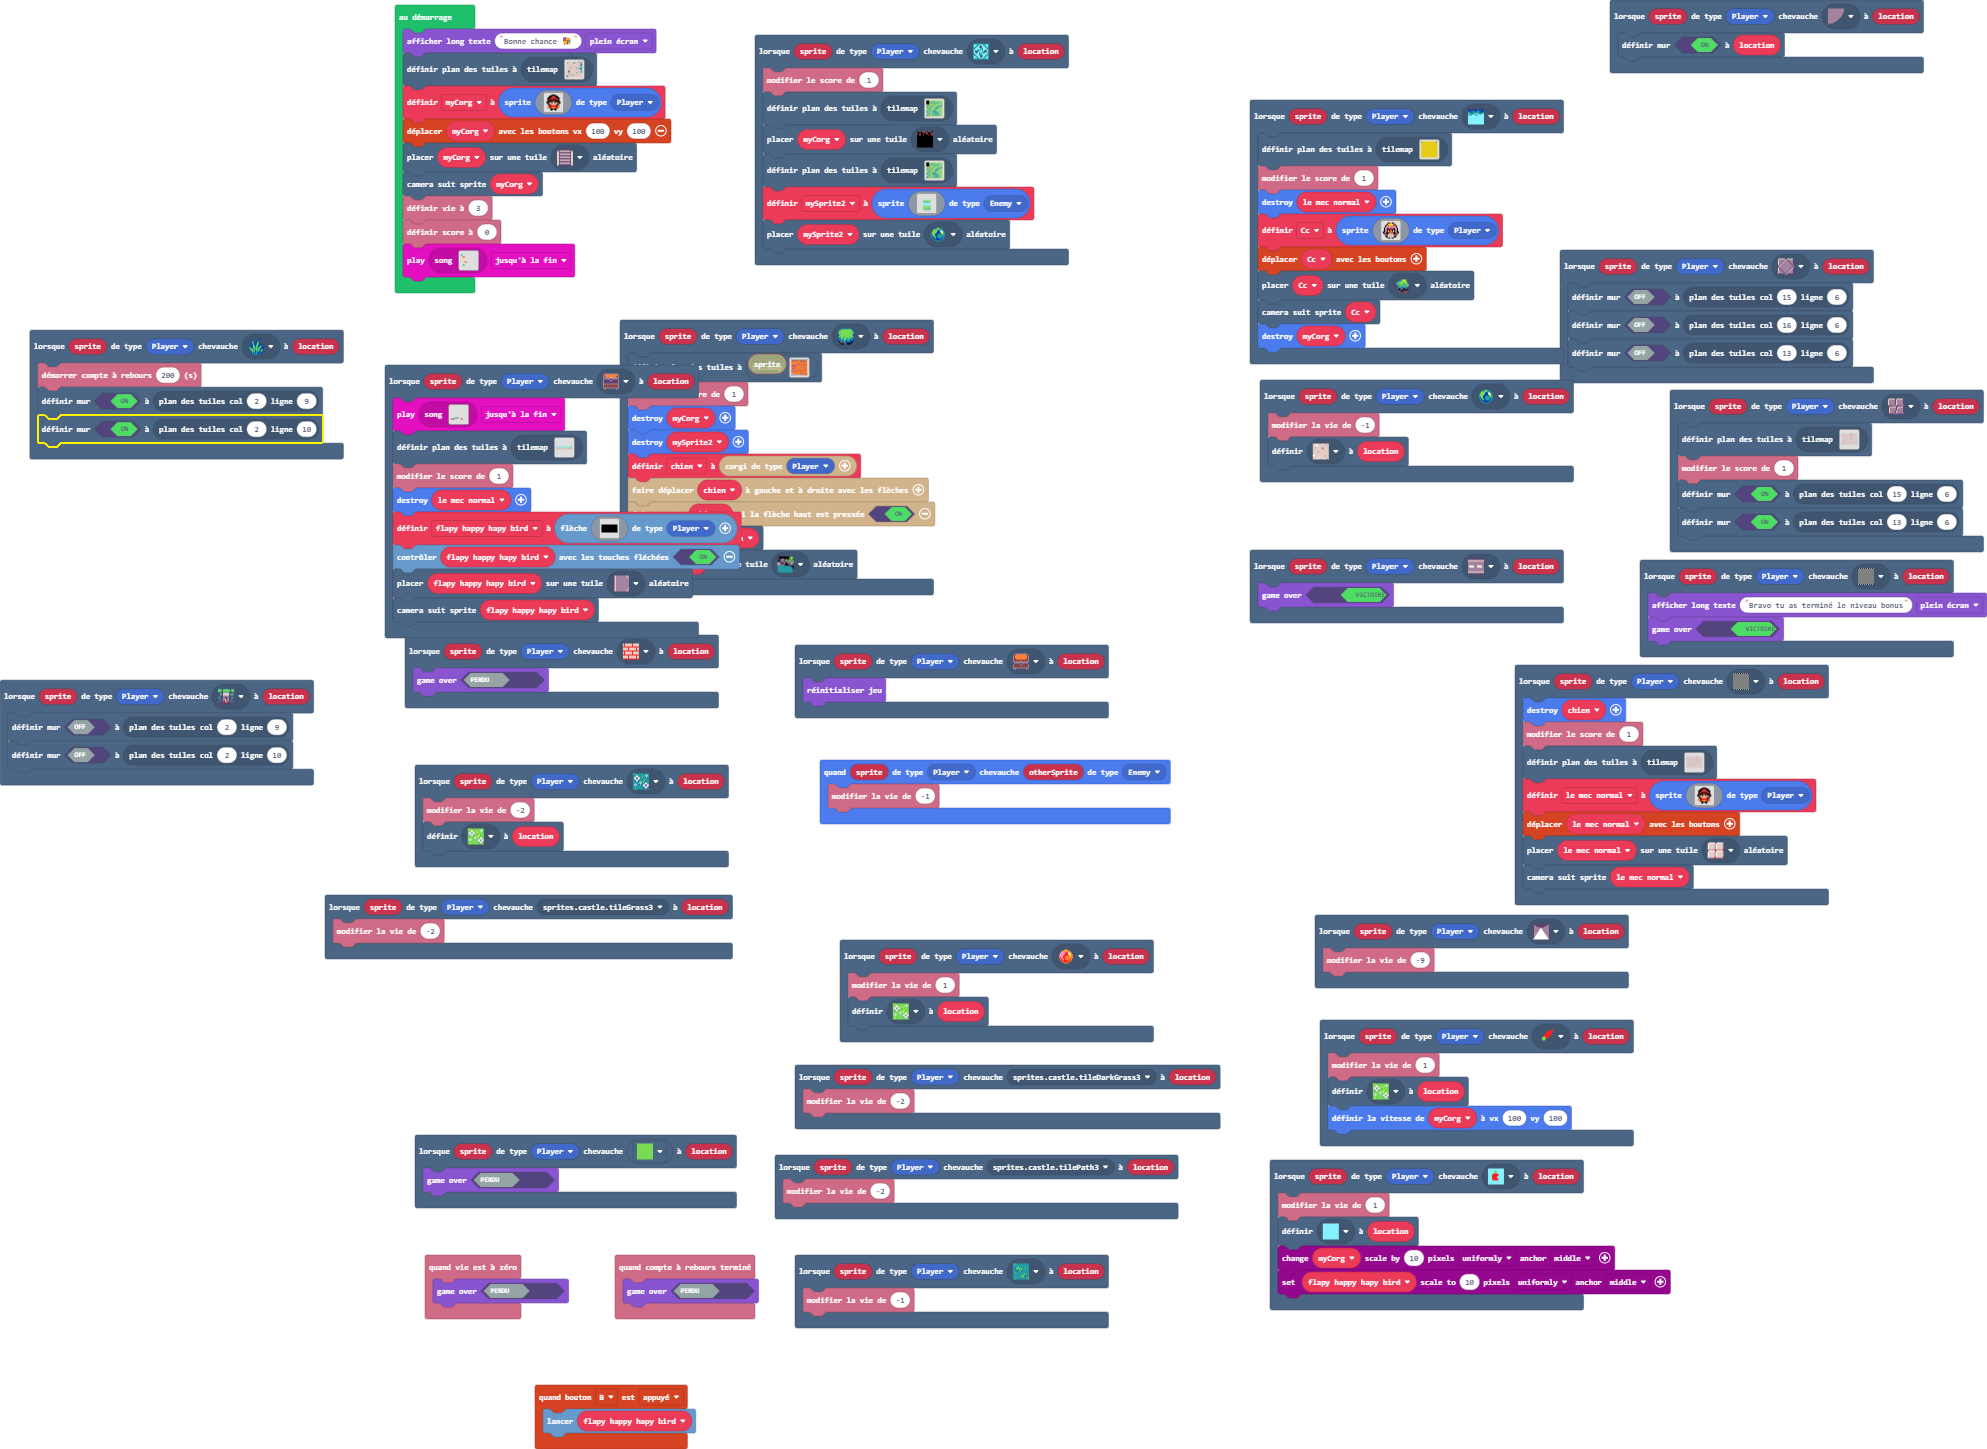 au démarrage
afficher long texte "Bonne chance 🐝" plein écran
définir plan des tuiles à tilemap
définir myCorg à sprite de type Player
déplacer myCorg avec les boutons vx 100 vy 100
placer myCorg sur une tuile aléatoire
camera suit sprite myCorg
définir vie à 3
définir score à 0
play song jusqu'à la fin
lorsque sprite de type Player chevauche à location
modifier le score de 1
définir plan des tuiles à tilemap
placer myCorg sur une tuile aléatoire
définir plan des tuiles à tilemap
définir mySprite2 à sprite de type Enemy
placer mySprite2 sur une tuile aléatoire
lorsque sprite de type Player chevauche à location
définir mur ON à location
lorsque sprite de type Player chevauche à location
définir plan des tuiles à tilemap
modifier le score de 1
destroy le mec normal
définir Cc à sprite de type Player
déplacer Cc avec les boutons
placer Cc sur une tuile aléatoire
camera suit sprite Cc
destroy myCorg
lorsque sprite de type Player chevauche à location
définir mur OFF à plan des tuiles col 15 ligne 6
définir mur OFF à plan des tuiles col 16 ligne 6
définir mur OFF à plan des tuiles col 13 ligne 6
lorsque sprite de type Player chevauche à location
démarrer compte à rebours 200 (s)
définir mur ON à plan des tuiles col 2 ligne 9
définir mur ON à plan des tuiles col 2 ligne 10
lorsque sprite de type Player chevauche à location
s tuiles à sprite
re de 1
destroy myCorg
destroy mySprite2
définir chien à corgi de type Player
faire déplacer chien à gauche et à droite avec les flèches
i la flèche haut est pressée ON
tuile aléatoire
lorsque sprite de type Player chevauche à location
play song jusqu'à la fin
définir plan des tuiles à tilemap
modifier le score de 1
destroy le mec normal
définir flapy happy hapy bird à flèche de type Player
contrôler flapy happy hapy bird avec les touches fléchées ON
placer flapy happy hapy bird sur une tuile aléatoire
camera suit sprite flapy happy hapy bird
lorsque sprite de type Player chevauche à location
modifier la vie de -1
définir à location
lorsque sprite de type Player chevauche à location
définir plan des tuiles à tilemap
modifier le score de 1
définir mur ON à plan des tuiles col 15 ligne 6
définir mur ON à plan des tuiles col 13 ligne 6
lorsque sprite de type Player chevauche à location
game over VICTOIRE
lorsque sprite de type Player chevauche à location
afficher long texte "Bravo tu as terminé le niveau bonus" plein écran
game over VICTOIRE
lorsque sprite de type Player chevauche à location
game over PERDU
lorsque sprite de type Player chevauche à location
réinitialiser jeu
lorsque sprite de type Player chevauche à location
destroy chien
modifier le score de 1
définir plan des tuiles à tilemap
définir le mec normal à sprite de type Player
déplacer le mec normal avec les boutons
placer le mec normal sur une tuile aléatoire
camera suit sprite le mec normal
lorsque sprite de type Player chevauche à location
définir mur OFF à plan des tuiles col 2 ligne 9
définir mur OFF à plan des tuiles col 2 ligne 10
lorsque sprite de type Player chevauche à location
modifier la vie de -2
définir à location
quand sprite de type Player chevauche otherSprite de type Enemy
modifier la vie de -1
lorsque sprite de type Player chevauche sprites.castle.tileGrass3 à location
modifier la vie de -2
lorsque sprite de type Player chevauche à location
modifier la vie de -9
lorsque sprite de type Player chevauche à location
modifier la vie de 1
définir à location
lorsque sprite de type Player chevauche à location
modifier la vie de 1
définir à location
définir la vitesse de myCorg à vx 100 vy 100
lorsque sprite de type Player chevauche sprites.castle.tileDarkGrass3 à location
modifier la vie de -2
lorsque sprite de type Player chevauche à location
game over PERDU
lorsque sprite de type Player chevauche sprites.castle.tilePath3 à location
modifier la vie de -2
lorsque sprite de type Player chevauche à location
modifier la vie de 1
définir à location
change myCorg scale by 10 pixels uniformly anchor middle
set flapy happy hapy bird scale to 10 pixels uniformly anchor middle
quand vie est à zéro
game over PERDU
quand compte à rebours terminé
game over PERDU
lorsque sprite de type Player chevauche à location
modifier la vie de -1
quand bouton B est appuyé
lancer flapy happy hapy bird